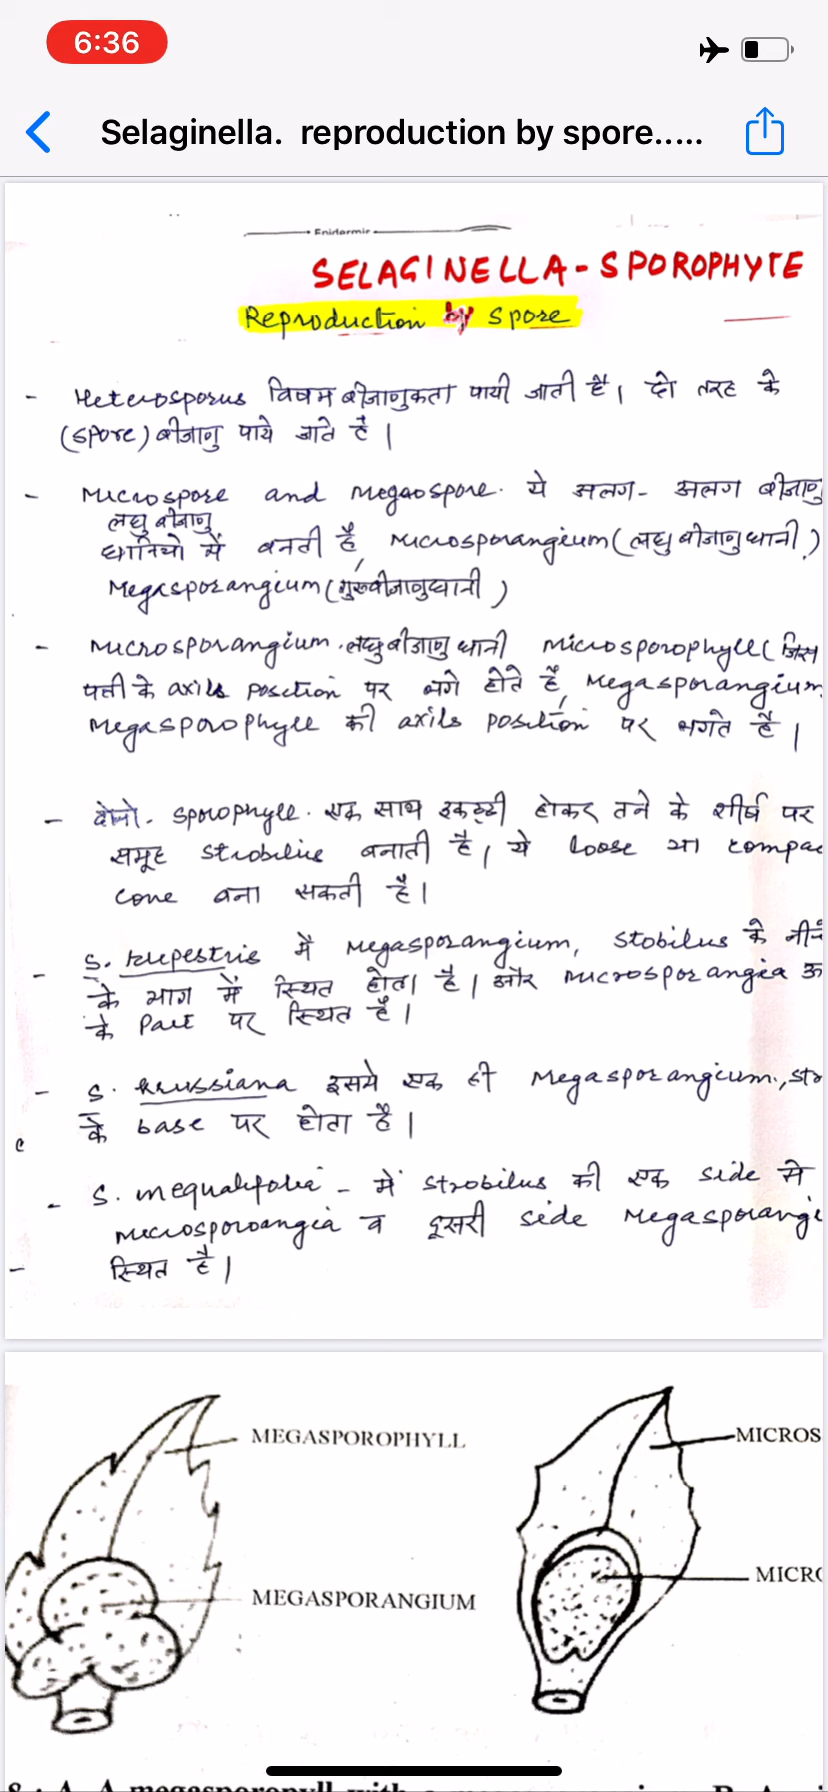 6:36
Selaginella. reproduction by spore.....
Epidermis
SELAGINELLA - SPOROPHYTE
Reproduction by spore
- Heterosporus विषम बीजाणुकता पायी जाती है। दो तरह के
(spore) बीजाणु पाये जाते है।
- Microspore and Megaospore. ये अलग- अलग बीजाणु
लघु बीजाणु
धानियो में बनती है, Microsporangium (लघु बीजाणुधानी)
Megasporangium (गुरूबीजाणुधानी)
- Microsporangium. लघुबीजाणु धानी Microsporophyll (जिस
पत्ती के axils position पर लगे होते है, Megasporangium
Megasporophyll की axils position पर लगते है।
- दोनो. sporophyll. एक साथ इकट्ठी होकर तने के शीर्ष पर
समूह strobilus बनाती है, ये loose या compac
cone बना सकती है।
- S. rupestris में Megasporangium, Stobilus के नीच
के भाग में स्थित होता है। और microsporangia ऊ
के Part पर स्थित है।
- S. kraussiana इसमे एक ही Megasporangium., stro
के base पर होता है।
- S. inequalifolia - में strobilus की एक side में
microsporoangia व दूसरी side Megasporangi
स्थित है।
MEGASPOROPHYLL
MICROS
MEGASPORANGIUM
MICRO